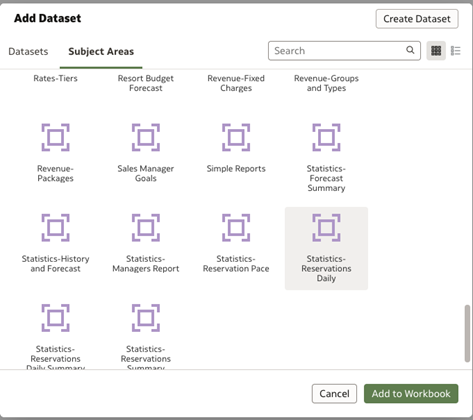 Add Dataset
Create Dataset
Datasets
Subject Areas
Search
Rates-Tiers
Resort Budget
Forecast
Revenue-Fixed
Charges
Revenue-Groups
and Types
Revenue-
Packages
Sales Manager
Goals
Simple Reports
Statistics-
Forecast
Summary
Statistics-History
and Forecast
Statistics-
Managers Report
Statistics-
Reservation Pace
Statistics-
Reservations
Daily
Statistics-
Reservations
Daily Summary
Statistics-
Reservations
Summary
Cancel
Add to Workbook